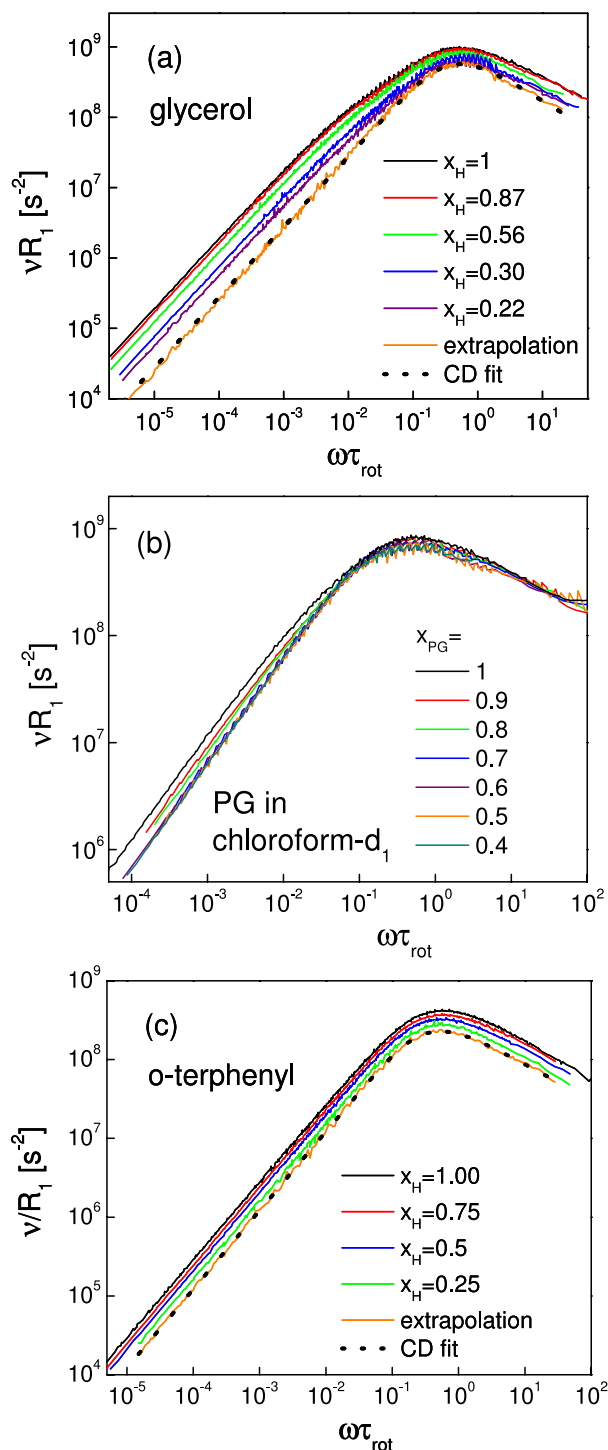 (a)
glycerol
νR₁ [s⁻²]
10⁹
10⁸
10⁷
10⁶
10⁵
10⁴
x_H=1
x_H=0.87
x_H=0.56
x_H=0.30
x_H=0.22
extrapolation
CD fit
10⁻⁵ 10⁻⁴ 10⁻³ 10⁻² 10⁻¹ 10⁰ 10¹
ωτ_rot
(b)
νR₁ [s⁻²]
10⁹
10⁸
10⁷
10⁶
x_PG=
1
0.9
0.8
0.7
0.6
0.5
0.4
PG in
chloroform-d₁
10⁻⁴ 10⁻³ 10⁻² 10⁻¹ 10⁰ 10¹ 10²
ωτ_rot
(c)
o-terphenyl
ν/R₁ [s⁻²]
10⁹
10⁸
10⁷
10⁶
10⁵
10⁴
x_H=1.00
x_H=0.75
x_H=0.5
x_H=0.25
extrapolation
CD fit
10⁻⁵ 10⁻⁴ 10⁻³ 10⁻² 10⁻¹ 10⁰ 10¹ 10²
ωτ_rot